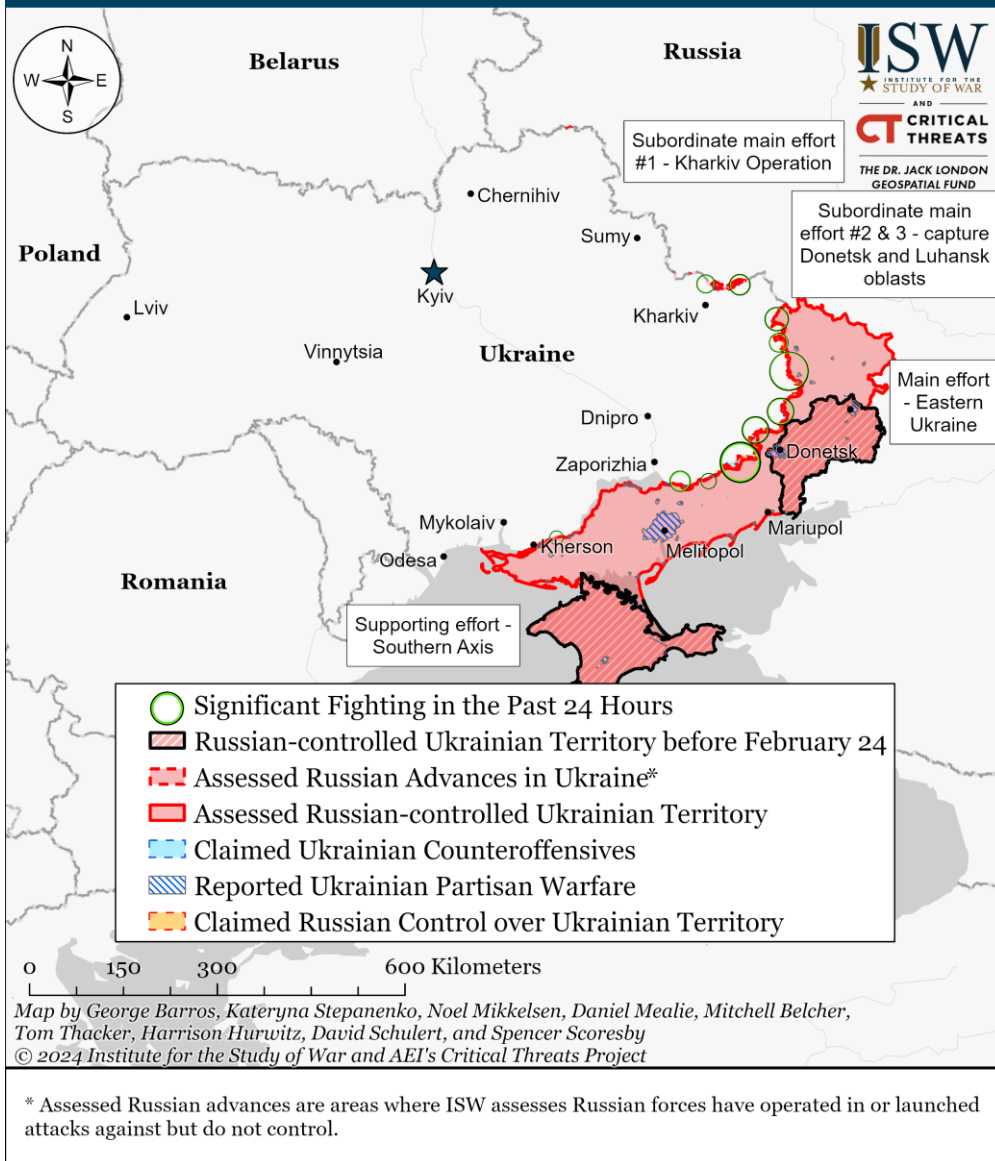 N
W
E
S
Belarus
Russia
ISW
INSTITUTE FOR THE
STUDY OF WAR
AND
CT CRITICAL
THREATS
THE DR. JACK LONDON
GEOSPATIAL FUND
Subordinate main effort
#1 - Kharkiv Operation
Subordinate main
effort #2 & 3 - capture
Donetsk and Luhansk
oblasts
Chernihiv
Sumy
Poland
Kyiv
Lviv
Kharkiv
Vinnytsia
Ukraine
Main effort
- Eastern
Ukraine
Dnipro
Donetsk
Zaporizhia
Mykolaiv
Mariupol
Kherson
Melitopol
Odesa
Romania
Supporting effort -
Southern Axis
Significant Fighting in the Past 24 Hours
Russian-controlled Ukrainian Territory before February 24
Assessed Russian Advances in Ukraine*
Assessed Russian-controlled Ukrainian Territory
Claimed Ukrainian Counteroffensives
Reported Ukrainian Partisan Warfare
Claimed Russian Control over Ukrainian Territory
0 150 300 600 Kilometers
Map by George Barros, Kateryna Stepanenko, Noel Mikkelsen, Daniel Mealie, Mitchell Belcher,
Tom Thacker, Harrison Hurwitz, David Schulert, and Spencer Scoresby
© 2024 Institute for the Study of War and AEI's Critical Threats Project
* Assessed Russian advances are areas where ISW assesses Russian forces have operated in or launched
attacks against but do not control.